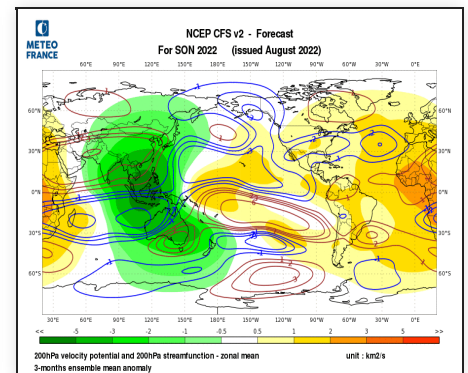 NCEP CFS v2 - Forecast
METEO
FRANCE
For SON 2022 (issued August 2022)
60°E 90°E 120°E 150°E 180°E 150°W 120°W 90°W 60°W 30°W 0°E
60°N 60°N
30°N 30°N
0°N 0°N
30°S 30°S
60°S 60°S
30°E 60°E 90°E 120°E 150°E 180°E 150°W 120°W 90°W 60°W 30°W 0°E
<< -5 -3 -2 -1 -0.5 0.5 1 2 3 5 >>
200hPa velocity potential and 200hPa streamfunction - zonal mean unit : km2/s
3-months ensemble mean anomaly